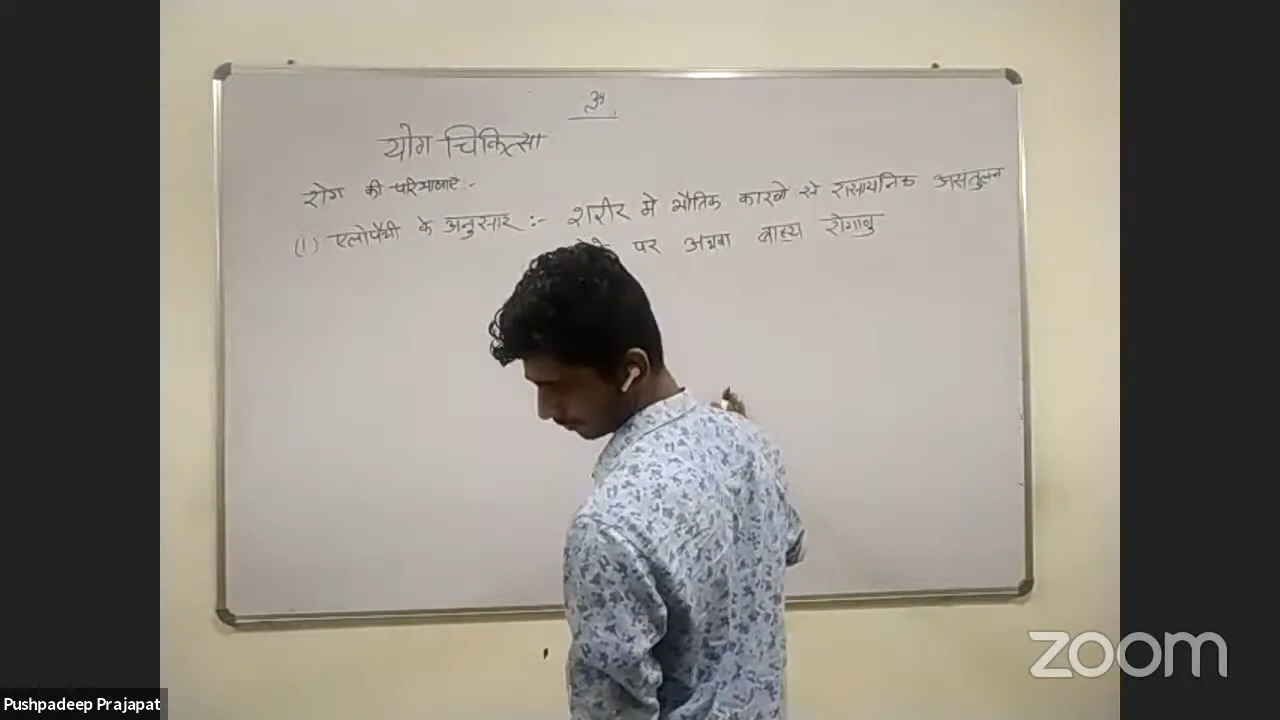 ॐ
योग चिकित्सा
रोग की परिभाषाएं :-
(1) एलोपैथी के अनुसार :- शरीर मे भौतिक कारणो से रासायनिक असंतुलन
होने पर अथवा बाह्य रोगाणु
zoom
Pushpadeep Prajapat